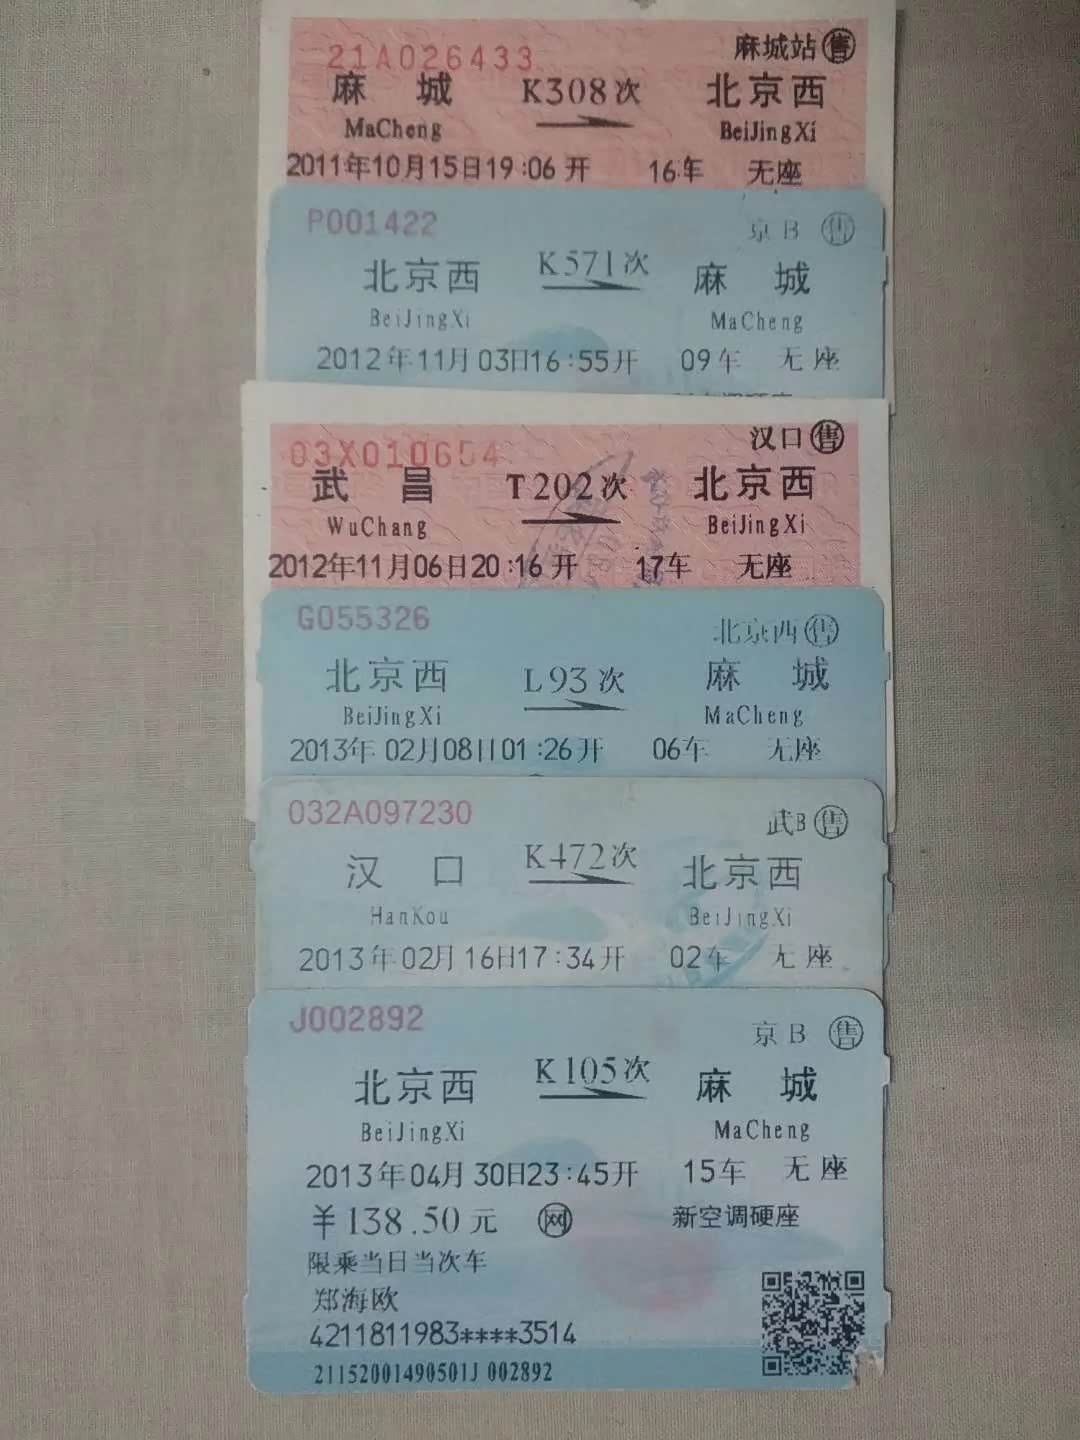 21A026433 麻城站 售
麻 城 K308次 北京西
MaCheng BeiJingXi
2011年10月15日19:06开 16车 无座
P001422 京B 售
北京西 K571次 麻 城
BeiJingXi MaCheng
2012年11月03日16:55开 09车 无座
新空调硬座
03X010654 汉口 售
武 昌 T202次 北京西
WuChang BeiJingXi
2012年11月06日20:16开 17车 无座
G055326 北京西 售
北京西 L93次 麻 城
BeiJingXi MaCheng
2013年02月08日01:26开 06车 无座
032A097230 武B 售
汉 口 K472次 北京西
HanKou BeiJingXi
2013年02月16日17:34开 02车 无座
J002892 京B 售
北京西 K105次 麻 城
BeiJingXi MaCheng
2013年04月30日23:45开 15车 无座
¥138.50元 网 新空调硬座
限乘当日当次车
郑海欧
4211811983****3514
21152001490501J 002892